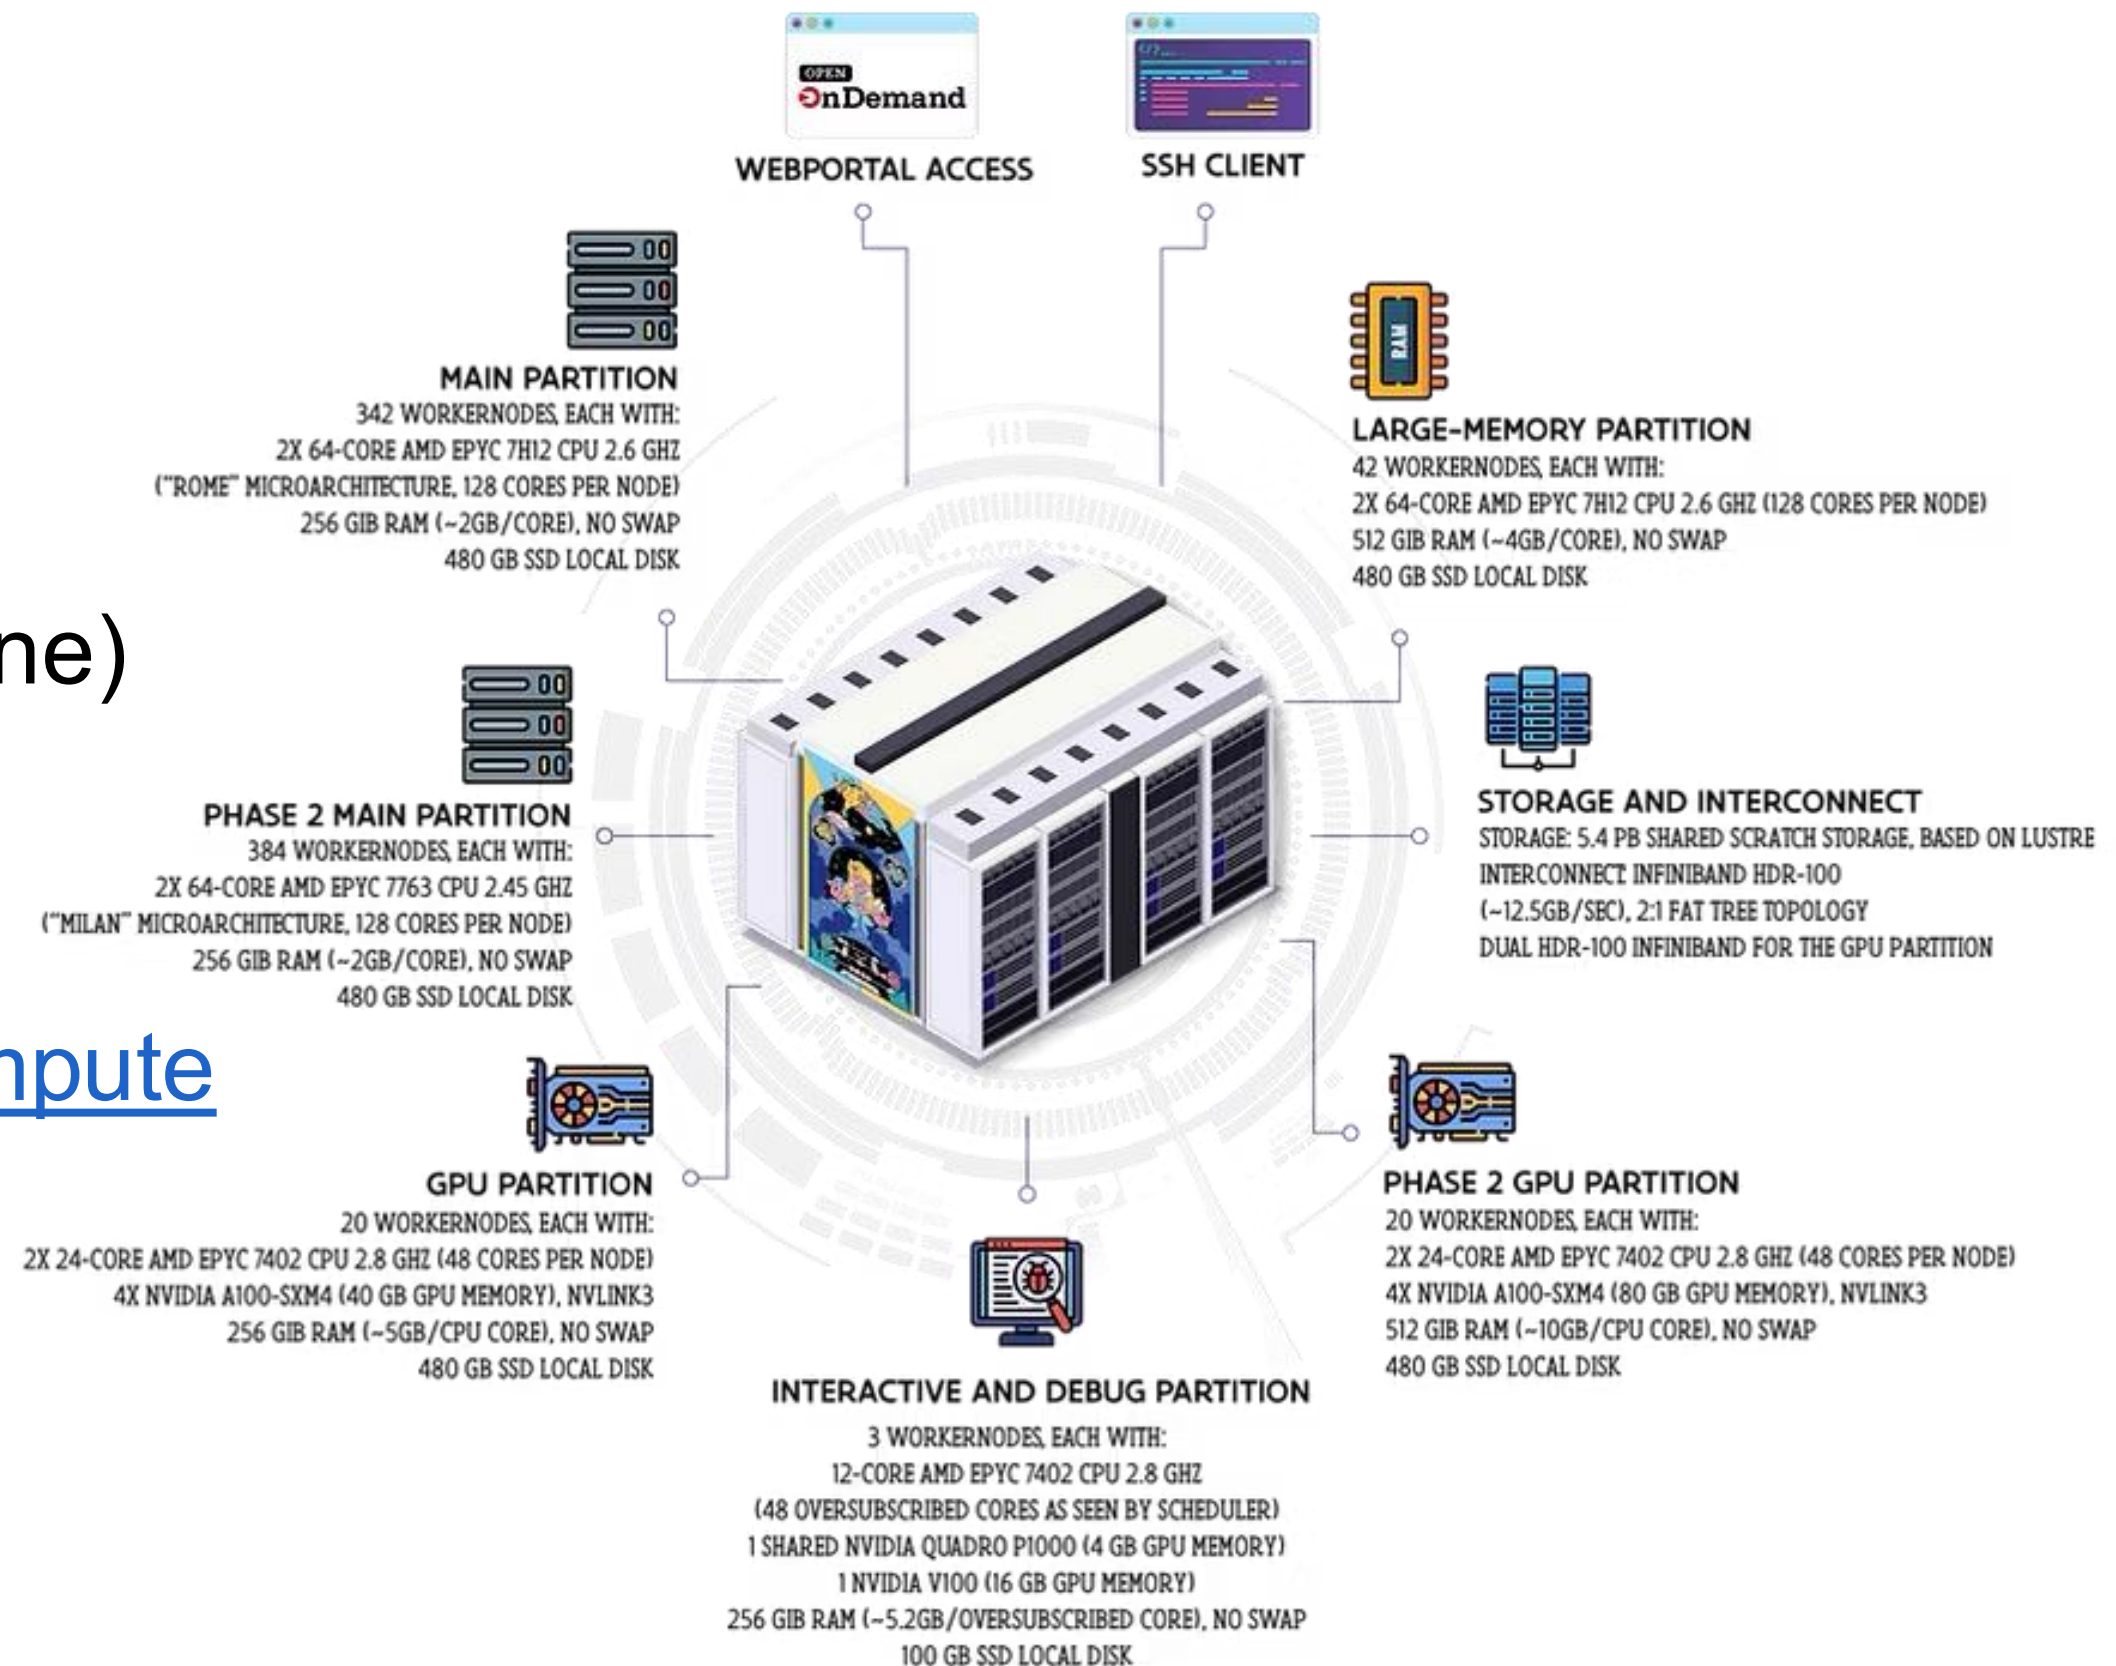 OPEN
OnDemand
WEBPORTAL ACCESS
</>
SSH CLIENT
MAIN PARTITION
342 WORKERNODES, EACH WITH:
2X 64-CORE AMD EPYC 7H12 CPU 2.6 GHZ
("ROME" MICROARCHITECTURE, 128 CORES PER NODE)
256 GIB RAM (~2GB/CORE), NO SWAP
480 GB SSD LOCAL DISK
RAM
LARGE-MEMORY PARTITION
42 WORKERNODES, EACH WITH:
2X 64-CORE AMD EPYC 7H12 CPU 2.6 GHZ (128 CORES PER NODE)
512 GIB RAM (~4GB/CORE), NO SWAP
480 GB SSD LOCAL DISK
ne)
PHASE 2 MAIN PARTITION
384 WORKERNODES, EACH WITH:
2X 64-CORE AMD EPYC 7763 CPU 2.45 GHZ
("MILAN" MICROARCHITECTURE, 128 CORES PER NODE)
256 GIB RAM (~2GB/CORE), NO SWAP
480 GB SSD LOCAL DISK
STORAGE AND INTERCONNECT
STORAGE: 5.4 PB SHARED SCRATCH STORAGE, BASED ON LUSTRE
INTERCONNECT: INFINIBAND HDR-100
(~12.5GB/SEC), 2:1 FAT TREE TOPOLOGY
DUAL HDR-100 INFINIBAND FOR THE GPU PARTITION
mpute
GPU PARTITION
20 WORKERNODES, EACH WITH:
2X 24-CORE AMD EPYC 7402 CPU 2.8 GHZ (48 CORES PER NODE)
4X NVIDIA A100-SXM4 (40 GB GPU MEMORY), NVLINK3
256 GIB RAM (~5GB/CPU CORE), NO SWAP
480 GB SSD LOCAL DISK
PHASE 2 GPU PARTITION
20 WORKERNODES, EACH WITH:
2X 24-CORE AMD EPYC 7402 CPU 2.8 GHZ (48 CORES PER NODE)
4X NVIDIA A100-SXM4 (80 GB GPU MEMORY), NVLINK3
512 GIB RAM (~10GB/CPU CORE), NO SWAP
480 GB SSD LOCAL DISK
INTERACTIVE AND DEBUG PARTITION
3 WORKERNODES, EACH WITH:
12-CORE AMD EPYC 7402 CPU 2.8 GHZ
(48 OVERSUBSCRIBED CORES AS SEEN BY SCHEDULER)
1 SHARED NVIDIA QUADRO P1000 (4 GB GPU MEMORY)
1 NVIDIA V100 (16 GB GPU MEMORY)
256 GIB RAM (~5.2GB/OVERSUBSCRIBED CORE), NO SWAP
100 GB SSD LOCAL DISK